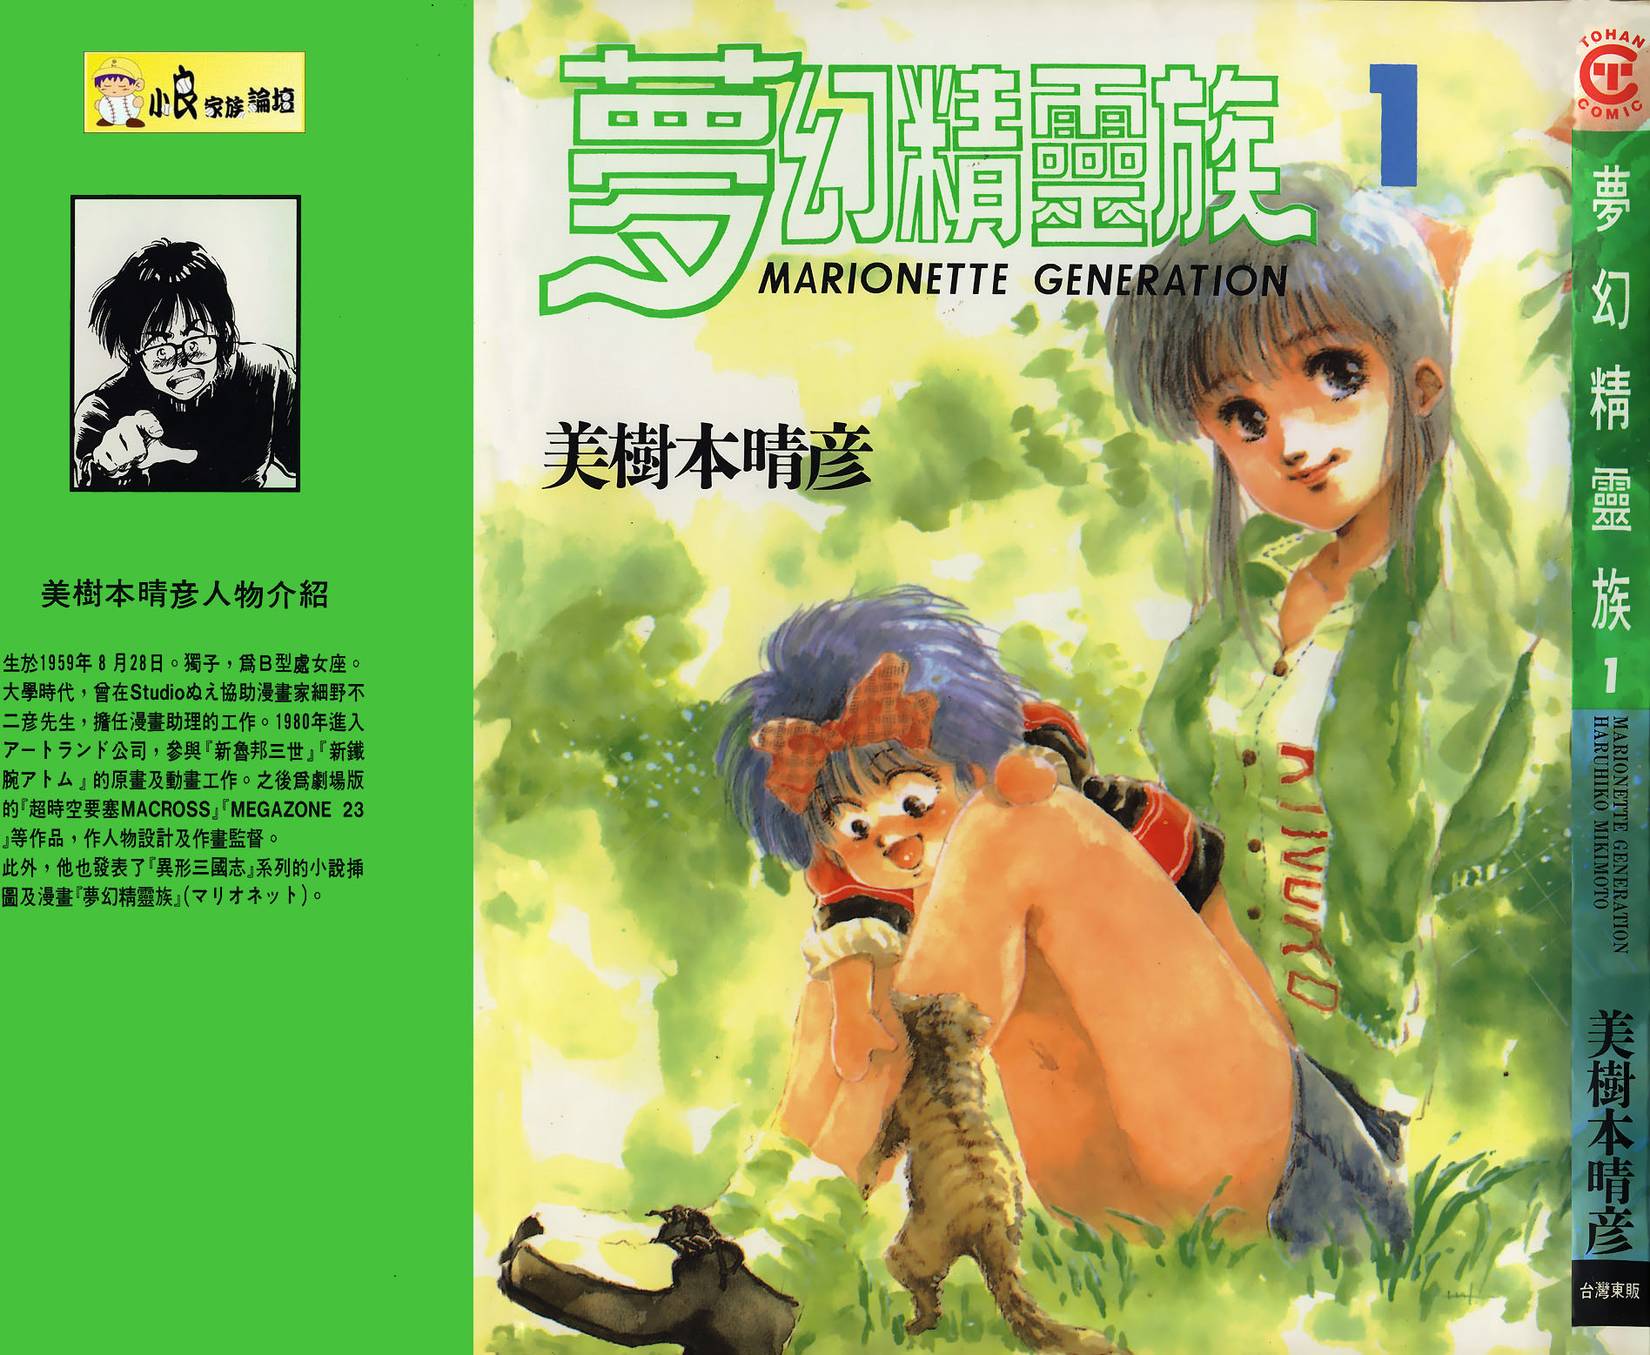 小良家族論壇
美樹本晴彦人物介紹
生於1959年8月28日。獨子，爲B型處女座。
大學時代，曾在Studioぬえ協助漫畫家細野不
二彦先生，擔任漫畫助理的工作。1980年進入
アートランド公司，參與『新魯邦三世』『新鐵
腕アトム』的原畫及動畫工作。之後爲劇場版
的『超時空要塞MACROSS』『MEGAZONE 23
』等作品，作人物設計及作畫監督。
此外，他也發表了『異形三國志』系列的小說揷
圖及漫畫『夢幻精靈族』(マリオネット)。
夢幻精靈族 1
MARIONETTE GENERATION
美樹本晴彦
KIVUKO
TOHAN
COMIC
夢幻精靈族 1
MARIONETTE GENERATION
HARUHIKO MIKIMOTO
美樹本晴彦
台灣東販